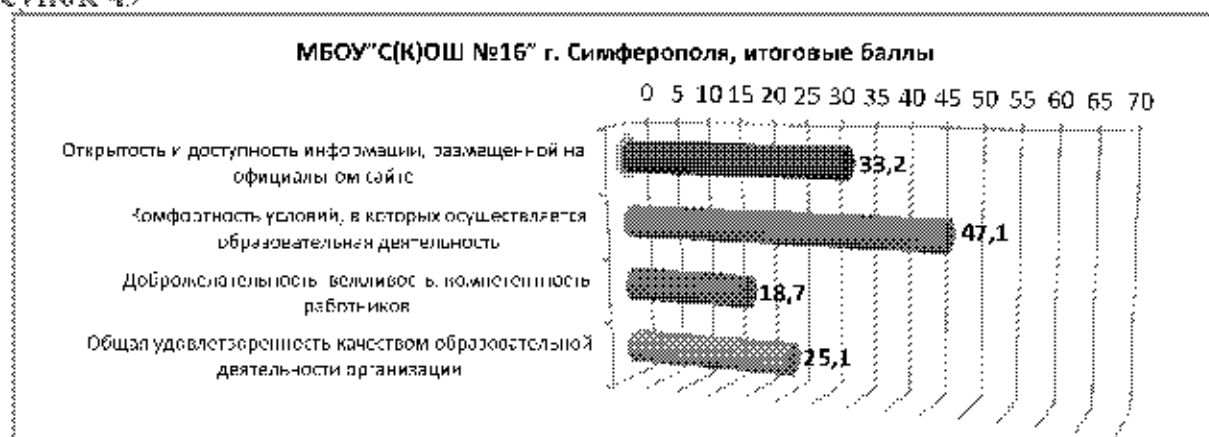 МБОУ"С(К)ОШ №16" г. Симферополя, итоговые баллы
0 5 10 15 20 25 30 35 40 45 50 55 60 65 70
Открытость и доступность информации, размещенной на
официальном сайте
33,2
Комфортность условий, в которых осуществляется
образовательная деятельность
47,1
Доброжелательность, вежливость, компетентность
работников
18,7
Общая удовлетворенность качеством образовательной
деятельности организации
25,1